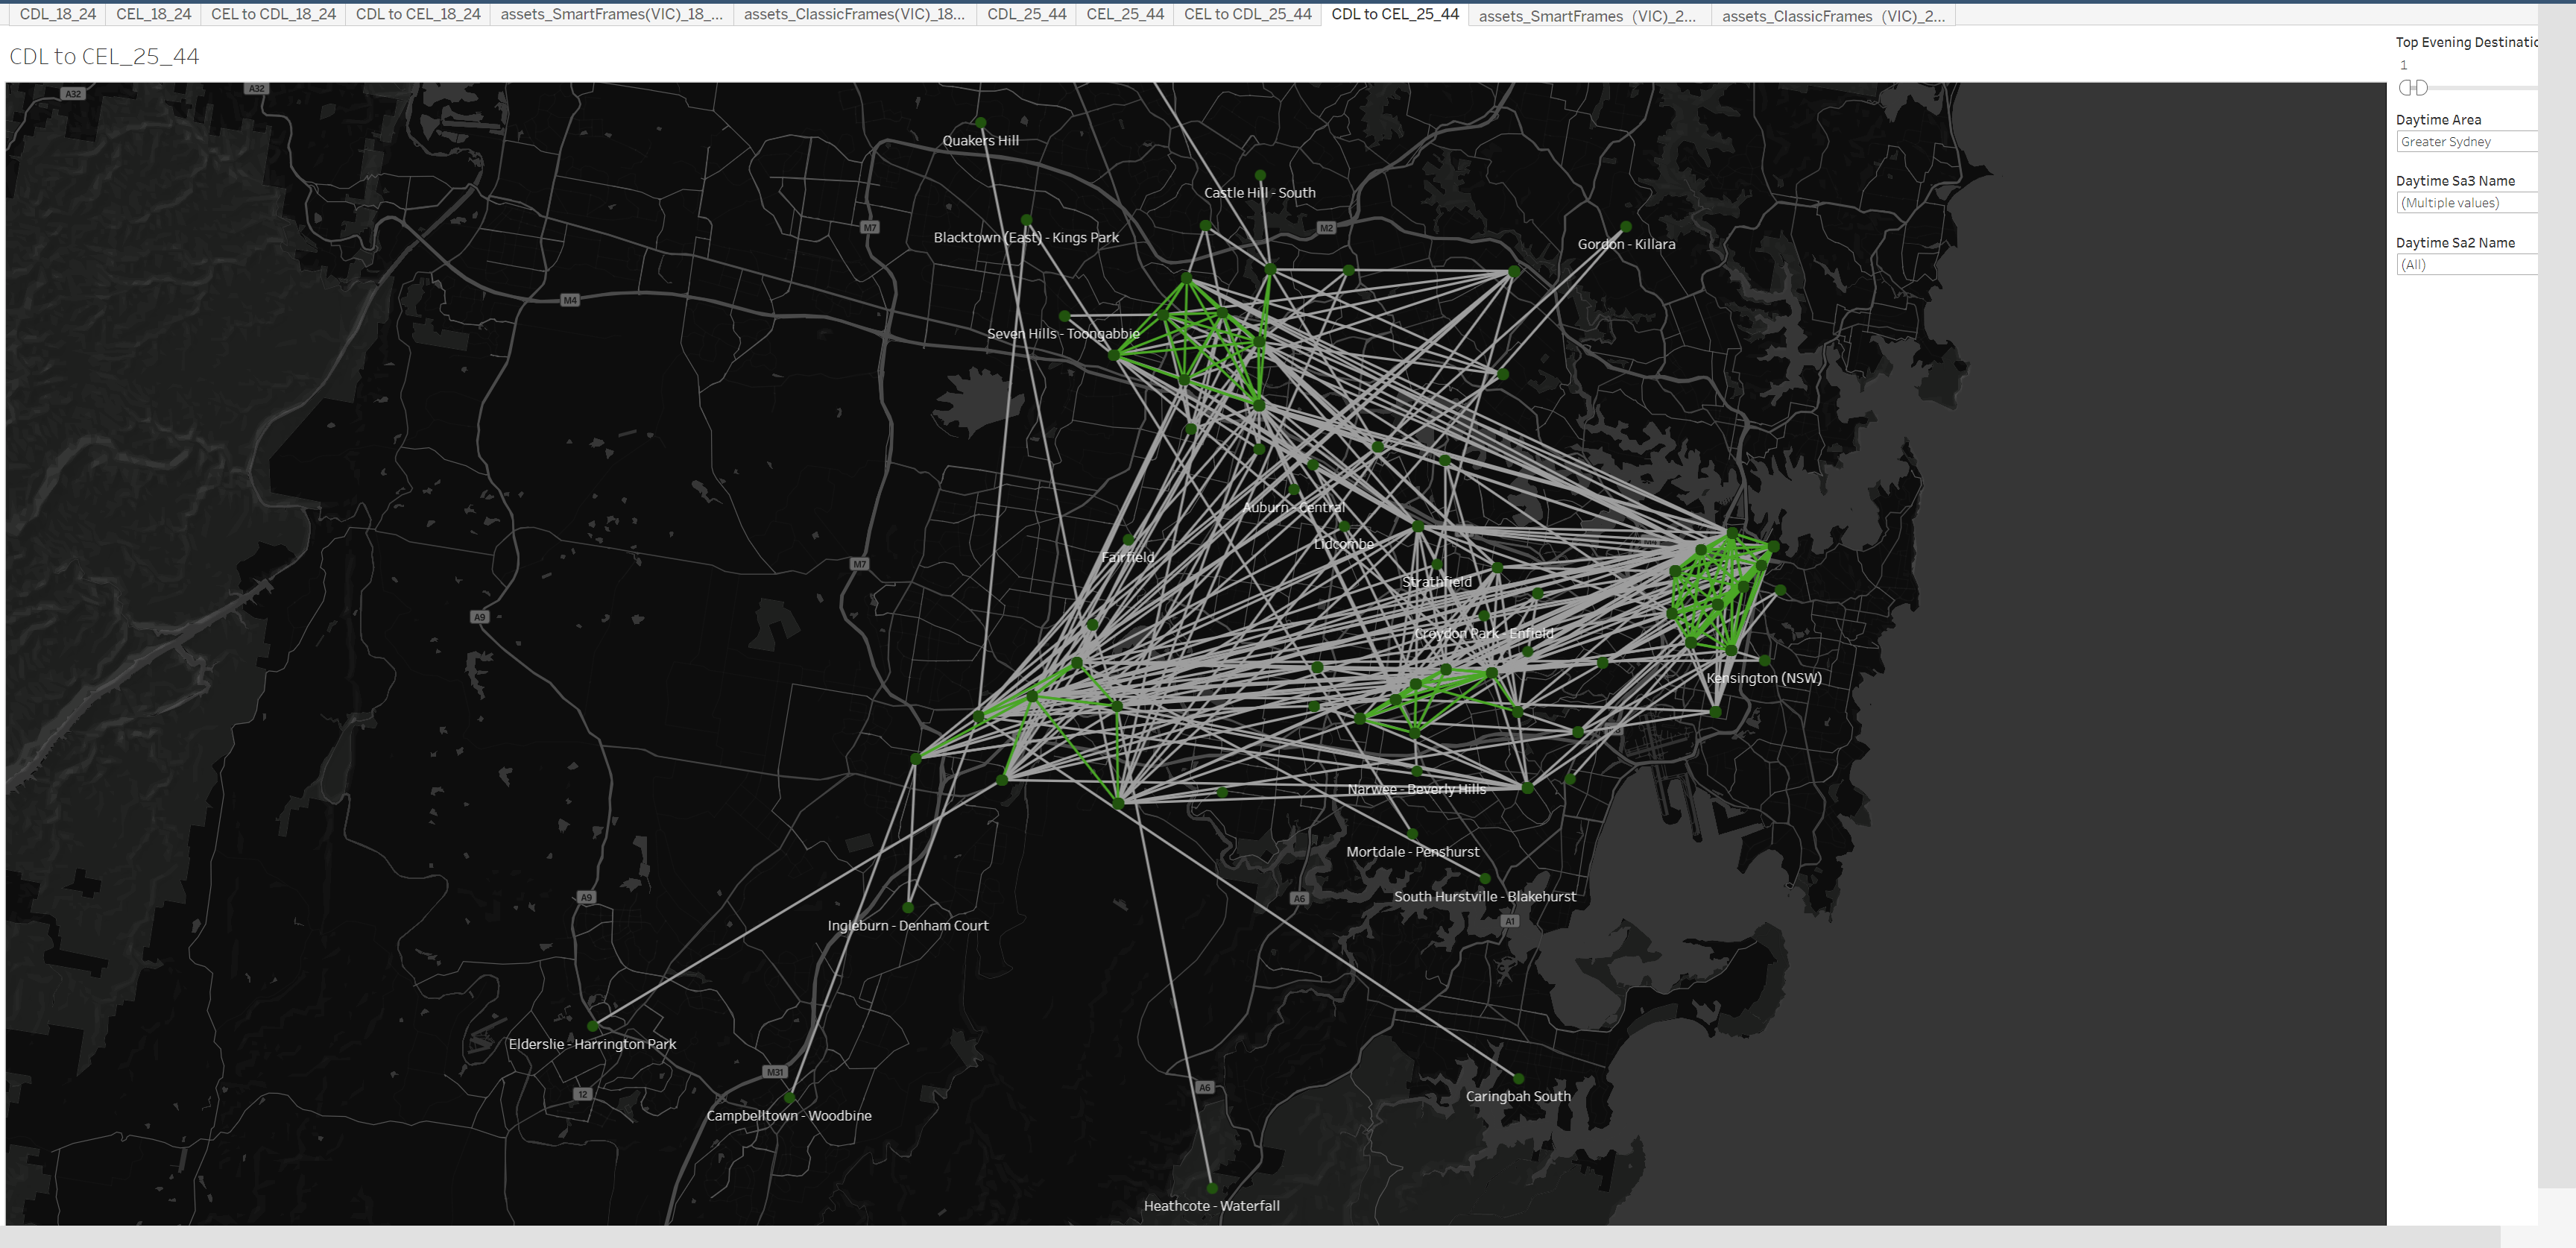 CDL_18_24 CEL_18_24 CEL to CDL_18_24 CDL to CEL_18_24 assets_SmartFrames(VIC)_18_... assets_ClassicFrames(VIC)_18... CDL_25_44 CEL_25_44 CEL to CDL_25_44 CDL to CEL_25_44 assets_SmartFrames (VIC)_2... assets_ClassicFrames (VIC)_2...
CDL to CEL_25_44
Top Evening Destinatio
1
Daytime Area
Greater Sydney
Daytime Sa3 Name
(Multiple values)
Daytime Sa2 Name
(All)
A32
A32
Quakers Hill
Castle Hill - South
M7
M2
Blacktown (East) - Kings Park
Gordon - Killara
M4
Seven Hills - Toongabbie
Auburn - Central
Lidcombe
Fairfield
M7
Strathfield
A9
Croydon Park - Enfield
Kensington (NSW)
Narwee - Beverly Hills
Mortdale - Penshurst
A9
A6
South Hurstville - Blakehurst
A1
Ingleburn - Denham Court
Elderslie - Harrington Park
M31
A6
12
Caringbah South
Campbelltown - Woodbine
Heathcote - Waterfall